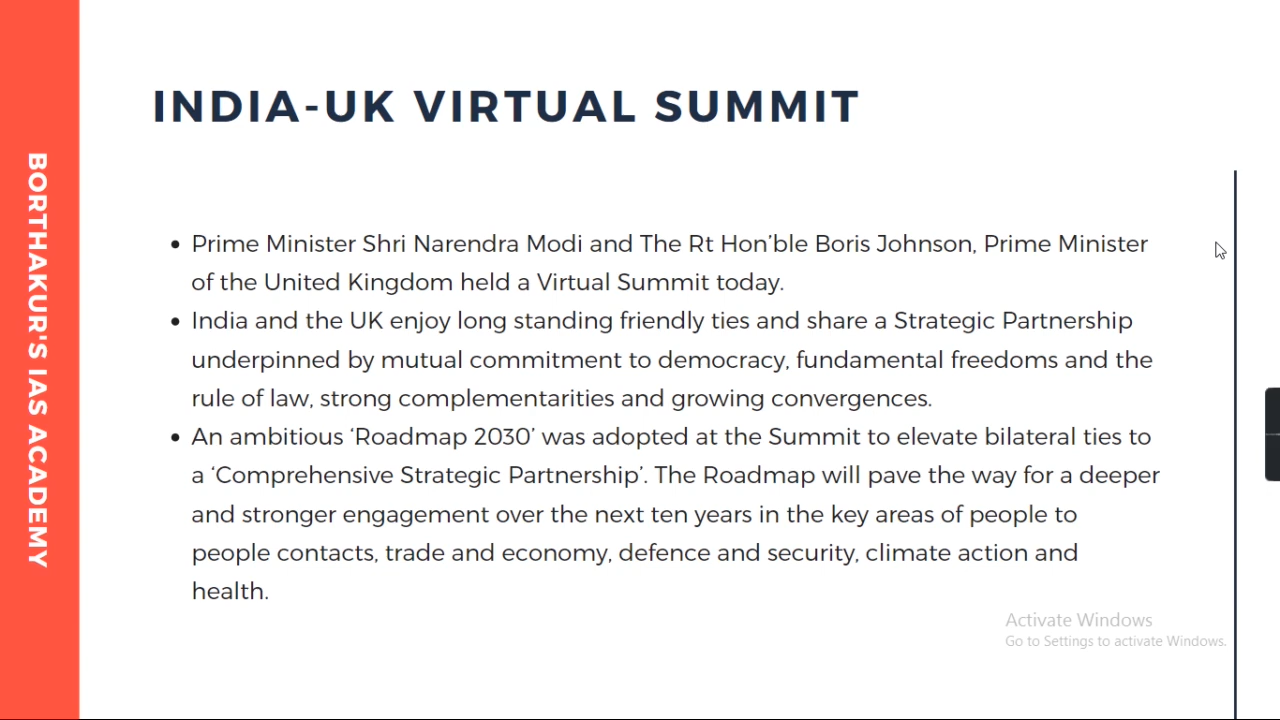 INDIA-UK VIRTUAL SUMMIT
BORTHAKUR'S IAS ACADEMY
• Prime Minister Shri Narendra Modi and The Rt Hon’ble Boris Johnson, Prime Minister
of the United Kingdom held a Virtual Summit today.
• India and the UK enjoy long standing friendly ties and share a Strategic Partnership
underpinned by mutual commitment to democracy, fundamental freedoms and the
rule of law, strong complementarities and growing convergences.
• An ambitious ‘Roadmap 2030’ was adopted at the Summit to elevate bilateral ties to
a ‘Comprehensive Strategic Partnership’. The Roadmap will pave the way for a deeper
and stronger engagement over the next ten years in the key areas of people to
people contacts, trade and economy, defence and security, climate action and
health.
Activate Windows
Go to Settings to activate Windows.